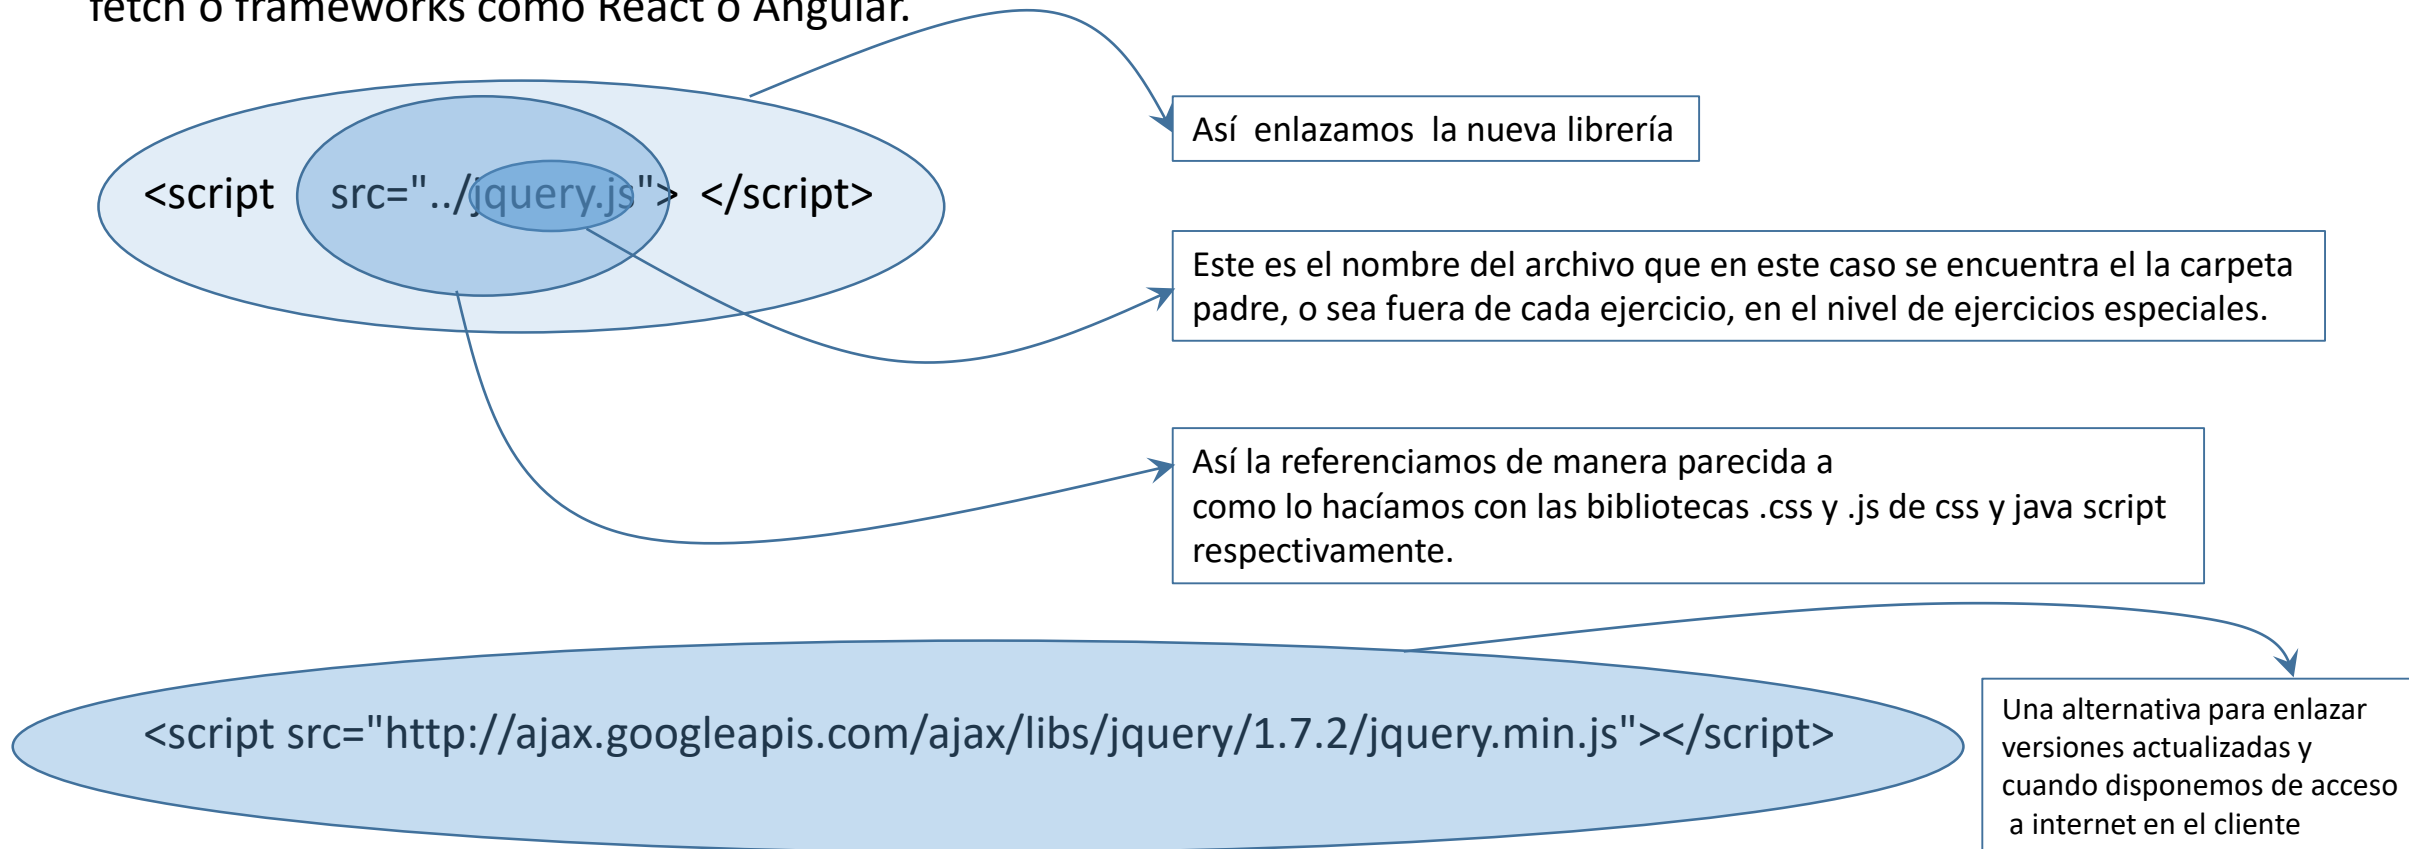 fetch o frameworks como React o Angular.
Así enlazamos la nueva librería
<script src="../jquery.js"> </script>
Este es el nombre del archivo que en este caso se encuentra el la carpeta
padre, o sea fuera de cada ejercicio, en el nivel de ejercicios especiales.
Así la referenciamos de manera parecida a
como lo hacíamos con las bibliotecas .css y .js de css y java script
respectivamente.
<script src="http://ajax.googleapis.com/ajax/libs/jquery/1.7.2/jquery.min.js"></script>
Una alternativa para enlazar
versiones actualizadas y
cuando disponemos de acceso
a internet en el cliente